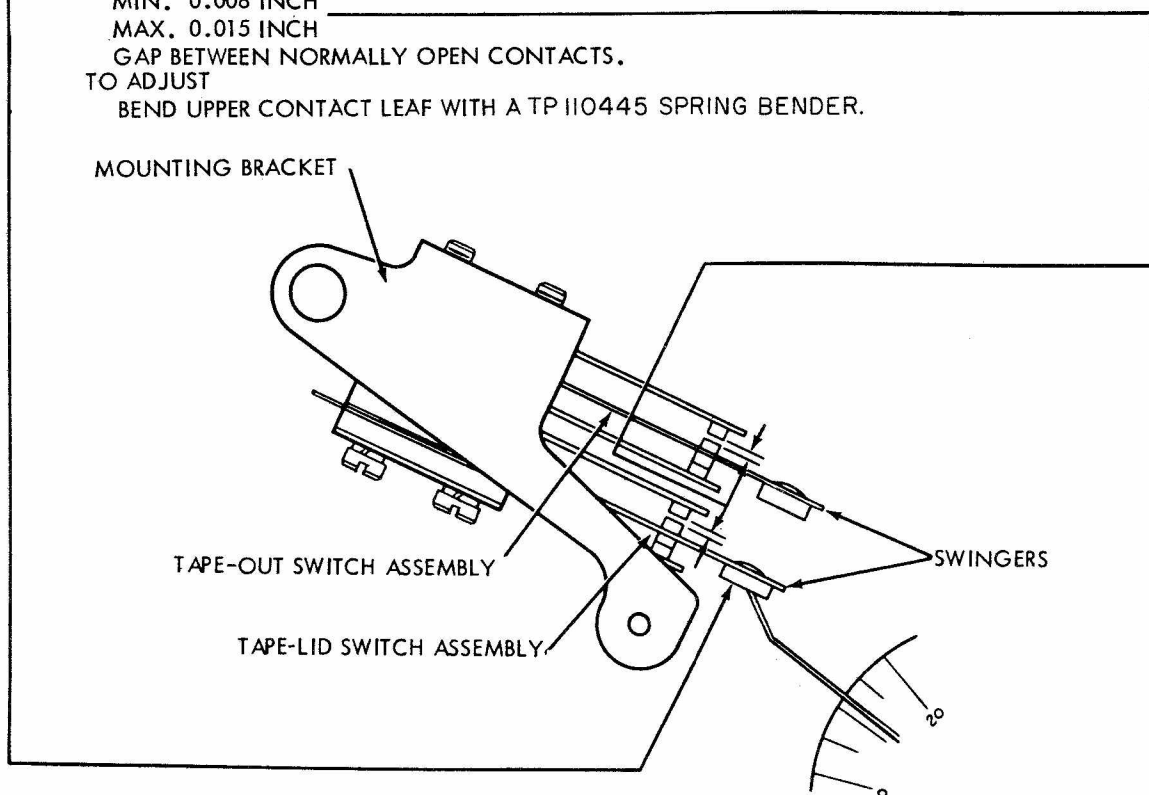 MIN. 0.008 INCH
MAX. 0.015 INCH
GAP BETWEEN NORMALLY OPEN CONTACTS.
TO ADJUST
BEND UPPER CONTACT LEAF WITH A TP 110445 SPRING BENDER.
MOUNTING BRACKET
TAPE-OUT SWITCH ASSEMBLY
SWINGERS
TAPE-LID SWITCH ASSEMBLY
20